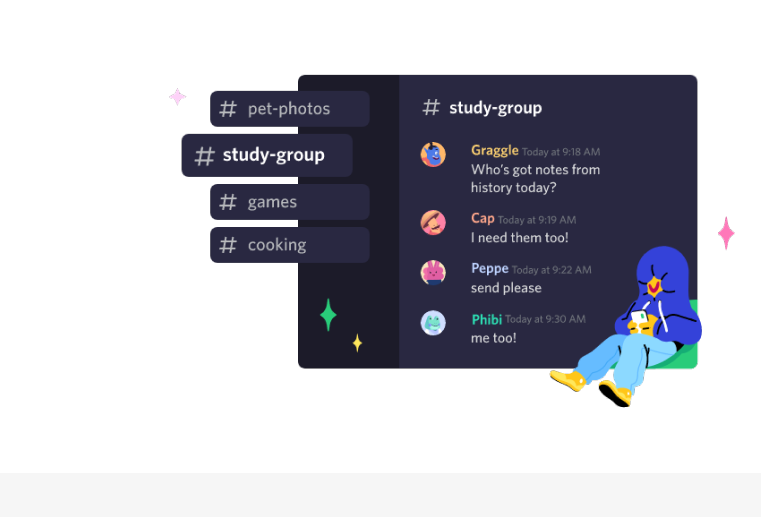 # pet-photos
# study-group
# games
# cooking
# study-group
Graggle Today at 9:18 AM
Who's got notes from
history today?
Cap Today at 9:19 AM
I need them too!
Peppe Today at 9:22 AM
send please
Phibi Today at 9:30 AM
me too!